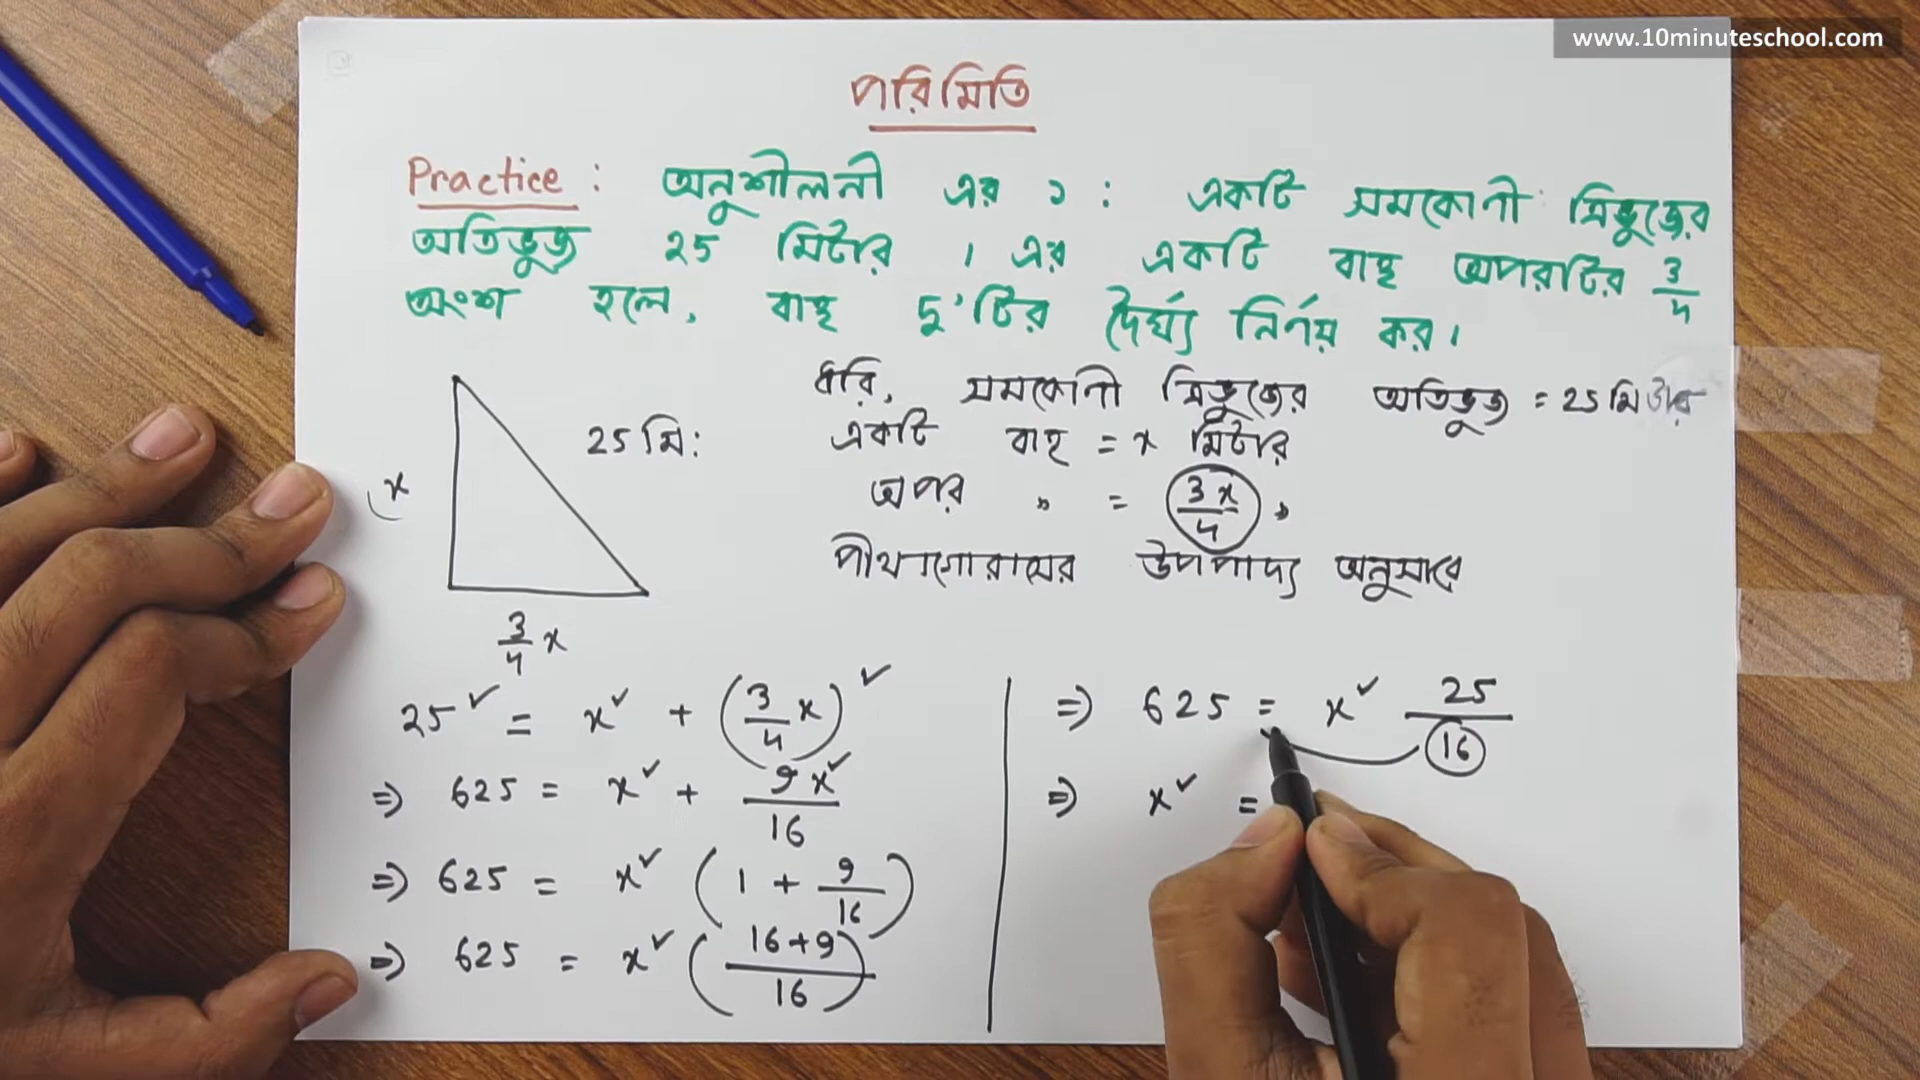 www.10minuteschool.com
পরিমিতি
Practice : অনুশীলনী এর ১ : একটি সমকোণী ত্রিভুজের
অতিভুজ 25 মিটার । এর একটি বাহু অপরটির 3/4
অংশ হলে, বাহু দু'টির দৈর্ঘ্য নির্ণয় কর।
ধরি, সমকোণী ত্রিভুজের অতিভুজ = 25 মিটার
একটি বাহু = x মিটার
অপর " = 3x/4 "
পীথাগোরাসের উপপাদ্য অনুসারে
25 মি:
x
3/4 x
25² = x² + (3/4 x)²
⇒ 625 = x² + 9x²/16
⇒ 625 = x² (1 + 9/16)
⇒ 625 = x² (16+9/16)
⇒ 625 = x² 25/16
⇒ x² =